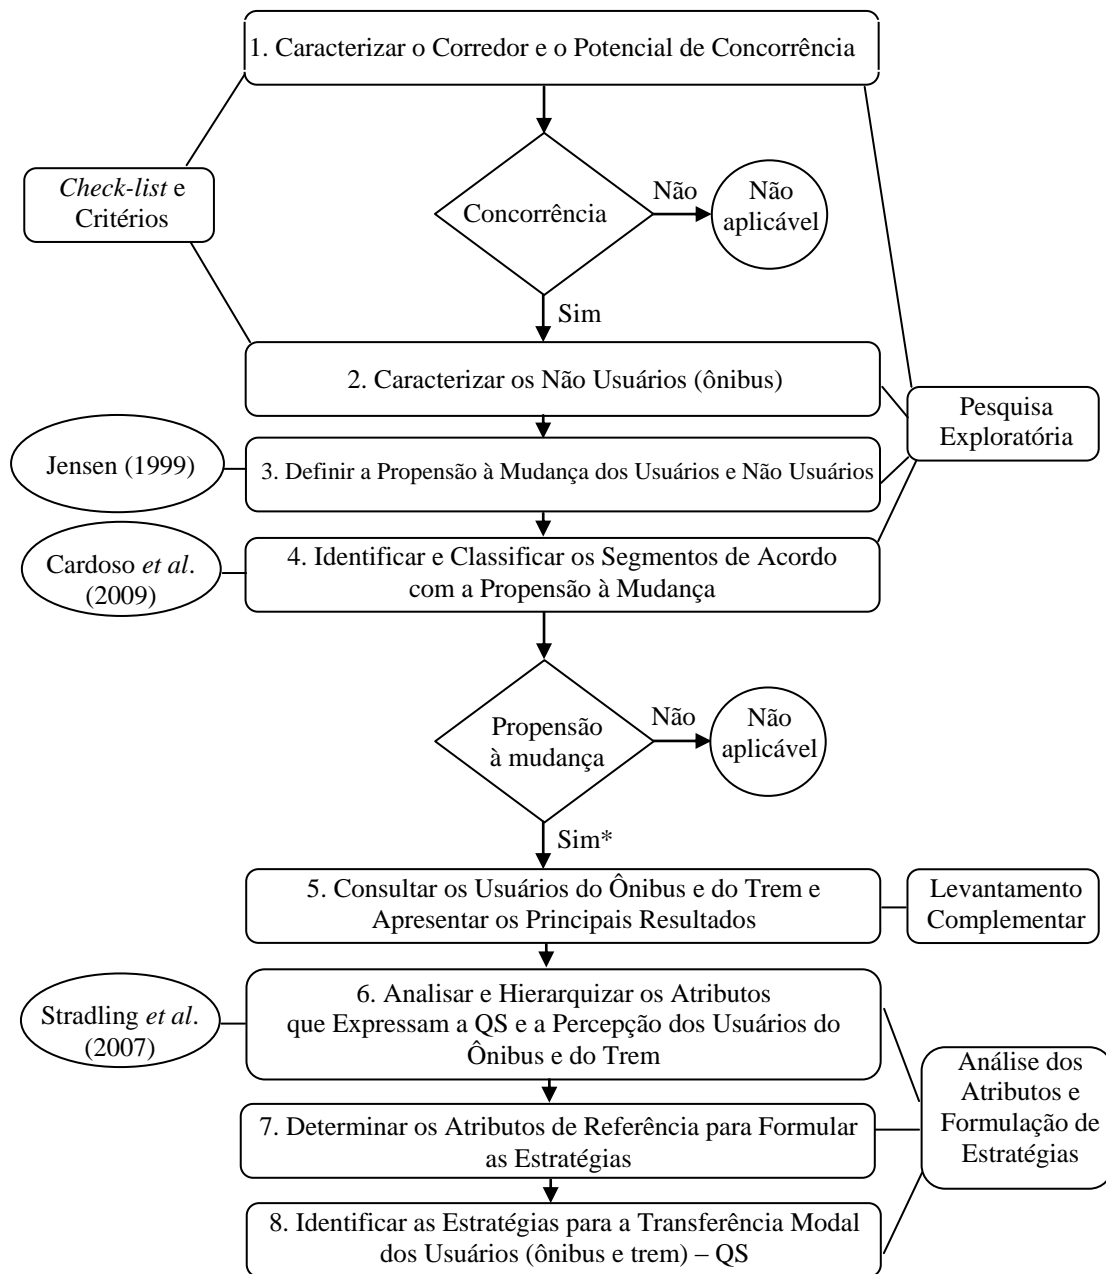 1. Caracterizar o Corredor e o Potencial de Concorrência
Check-list e
Critérios
Concorrência
Não
Não
aplicável
Sim
2. Caracterizar os Não Usuários (ônibus)
Pesquisa
Exploratória
Jensen (1999)
3. Definir a Propensão à Mudança dos Usuários e Não Usuários
Cardoso et al.
(2009)
4. Identificar e Classificar os Segmentos de Acordo
com a Propensão à Mudança
Propensão
à mudança
Não
Não
aplicável
Sim*
5. Consultar os Usuários do Ônibus e do Trem e
Apresentar os Principais Resultados
Levantamento
Complementar
Stradling et al.
(2007)
6. Analisar e Hierarquizar os Atributos
que Expressam a QS e a Percepção dos Usuários do
Ônibus e do Trem
Análise dos
Atributos e
Formulação de
Estratégias
7. Determinar os Atributos de Referência para Formular
as Estratégias
8. Identificar as Estratégias para a Transferência Modal
dos Usuários (ônibus e trem) – QS